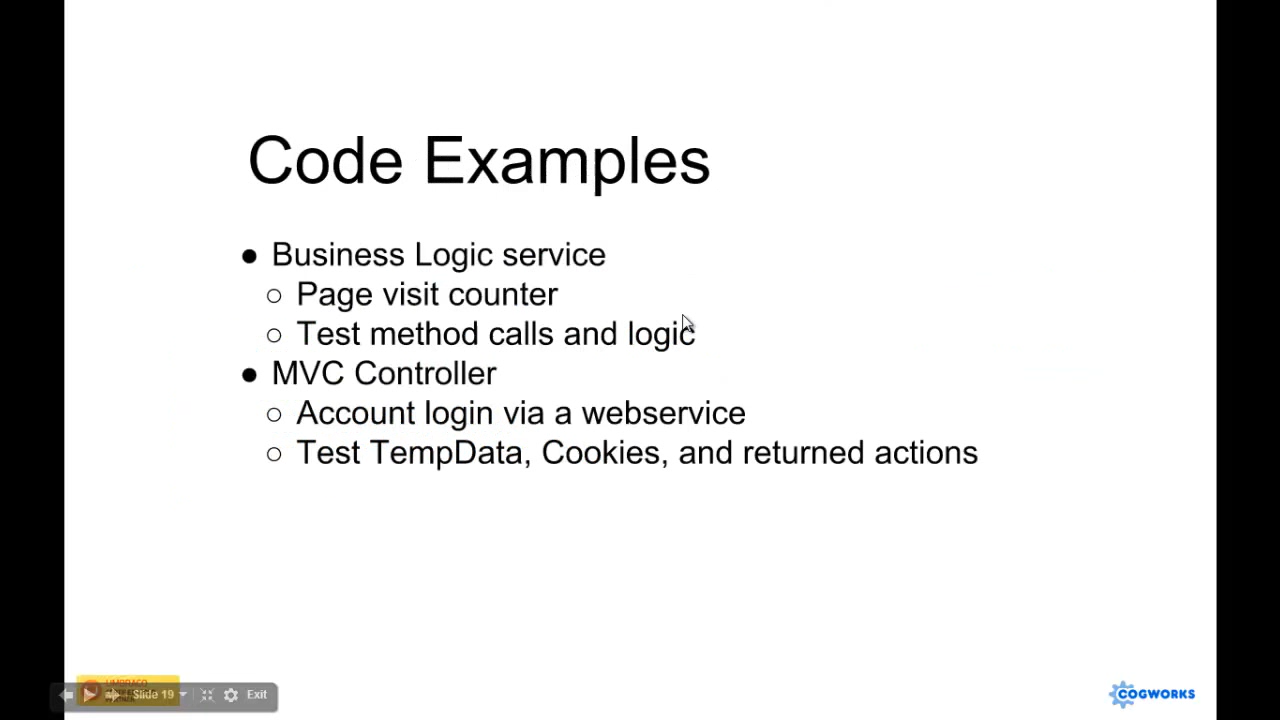 Code Examples
● Business Logic service
○ Page visit counter
○ Test method calls and logic
● MVC Controller
○ Account login via a webservice
○ Test TempData, Cookies, and returned actions
Slide 19
Exit
COGWORKS